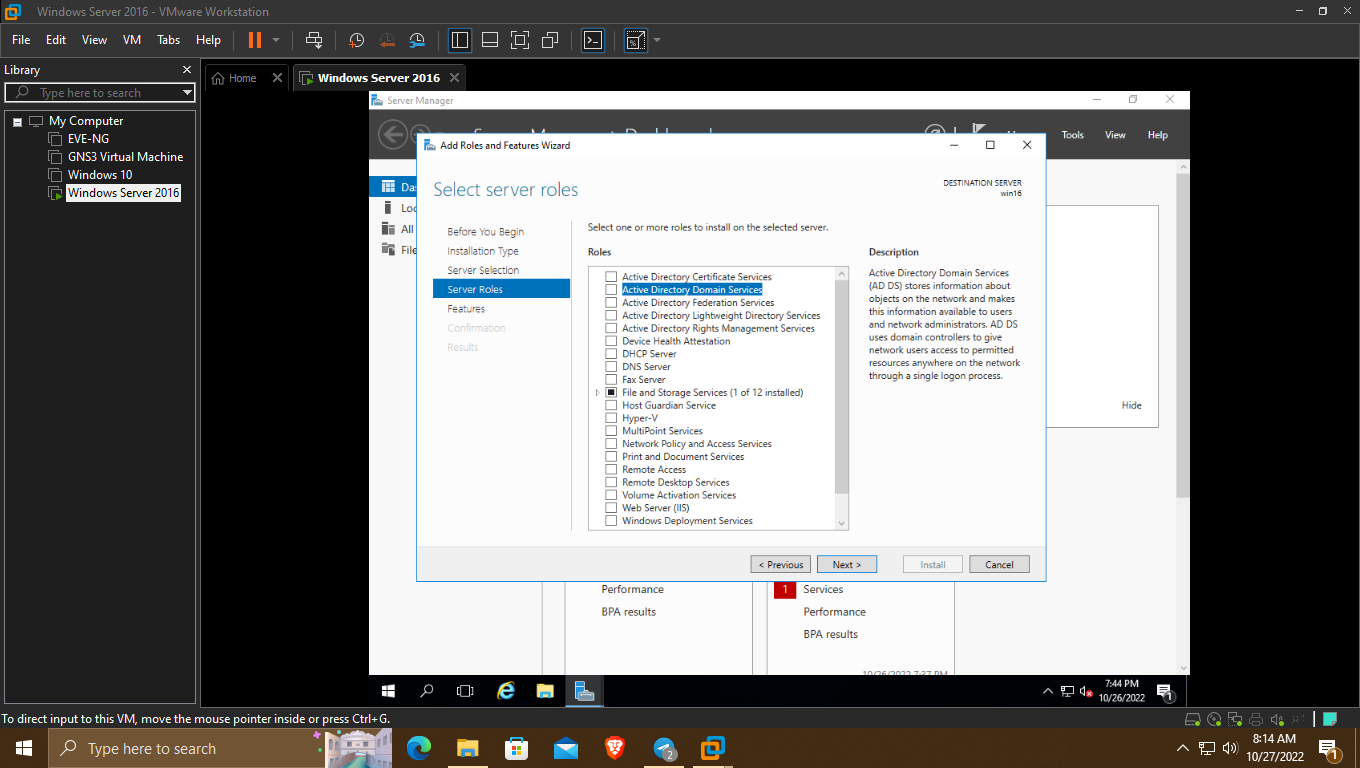 Windows Server 2016 - VMware Workstation
File Edit View VM Tabs Help
Library
Type here to search
My Computer
EVE-NG
GNS3 Virtual Machine
Windows 10
Windows Server 2016
Home
Windows Server 2016
Server Manager
Tools View Help
Add Roles and Features Wizard
Select server roles
DESTINATION SERVER
win16
Before You Begin
Installation Type
Server Selection
Server Roles
Features
Confirmation
Results
Select one or more roles to install on the selected server.
Roles
Active Directory Certificate Services
Active Directory Domain Services
Active Directory Federation Services
Active Directory Lightweight Directory Services
Active Directory Rights Management Services
Device Health Attestation
DHCP Server
DNS Server
Fax Server
File and Storage Services (1 of 12 installed)
Host Guardian Service
Hyper-V
MultiPoint Services
Network Policy and Access Services
Print and Document Services
Remote Access
Remote Desktop Services
Volume Activation Services
Web Server (IIS)
Windows Deployment Services
Description
Active Directory Domain Services
(AD DS) stores information about
objects on the network and makes
this information available to users
and network administrators. AD DS
uses domain controllers to give
network users access to permitted
resources anywhere on the network
through a single logon process.
< Previous
Next >
Install
Cancel
Hide
Performance
BPA results
1 Services
Performance
BPA results
10/26/2022 7:37 PM
7:44 PM
10/26/2022
1
To direct input to this VM, move the mouse pointer inside or press Ctrl+G.
Type here to search
2
8:14 AM
10/27/2022
1